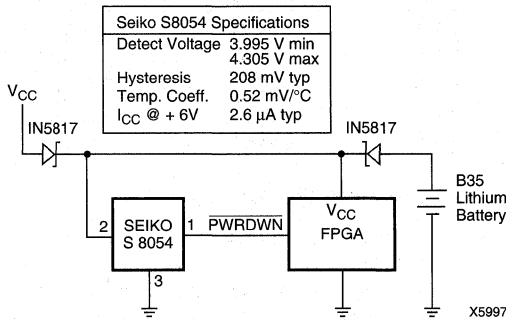 Seiko S8054 Specifications
Detect Voltage 3.995 V min
4.305 V max
Hysteresis 208 mV typ
Temp. Coeff. 0.52 mV/°C
ICC @ + 6V 2.6 µA typ
VCC
IN5817
IN5817
B35
Lithium
Battery
2
SEIKO
S 8054
1
PWRDWN
VCC
FPGA
3
X5997